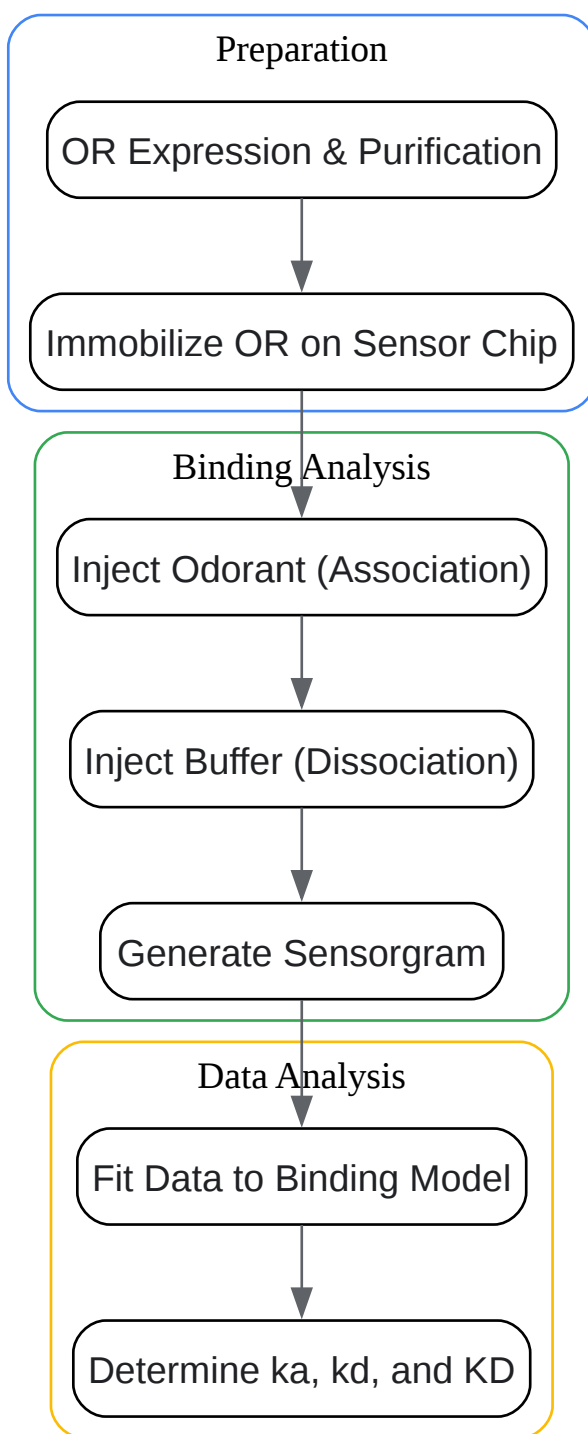 Preparation
OR Expression & Purification
Immobilize OR on Sensor Chip
Binding Analysis
Inject Odorant (Association)
Inject Buffer (Dissociation)
Generate Sensorgram
Data Analysis
Fit Data to Binding Model
Determine ka, kd, and KD